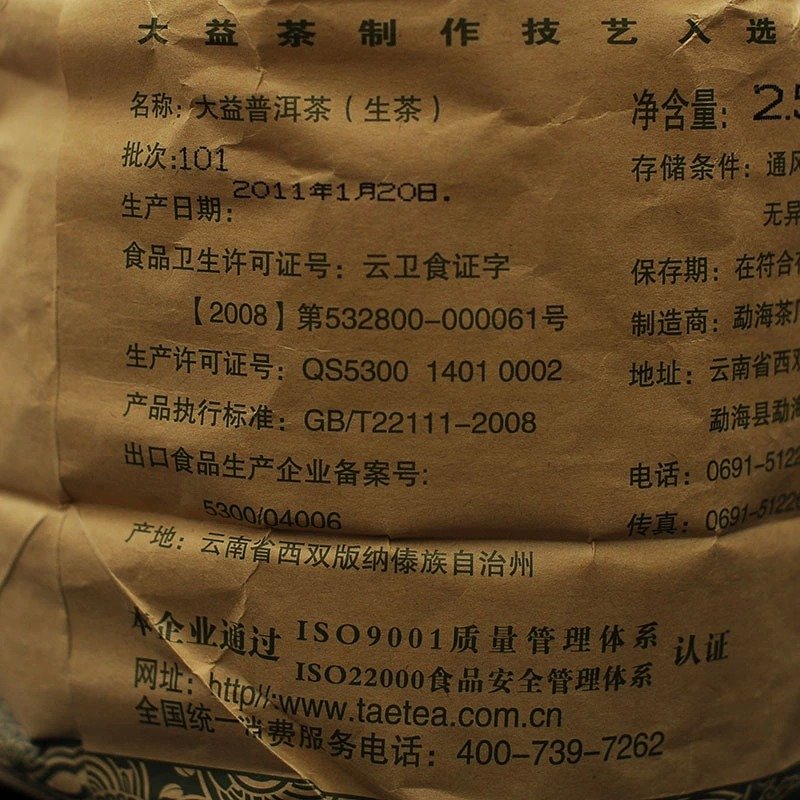 大益茶制作技艺入选
名称：大益普洱茶（生茶）
批次:101
生产日期：2011年1月20日.
食品卫生许可证号：云卫食证字
【2008】第532800-000061号
生产许可证号：QS5300 1401 0002
产品执行标准：GB/T22111-2008
出口食品生产企业备案号:
5300/04006
产地：云南省西双版纳傣族自治州
净含量：2.5
存储条件：通风
无异
保存期：在符合
制造商：勐海茶厂
地址：云南省西双
勐海县勐海
电话：0691-5122
传真：0691-51220
本企业通过 ISO9001质量管理体系 认证
ISO22000食品安全管理体系
网址：http//:www.taetea.com.cn
全国统一消费服务电话：400-739-7262